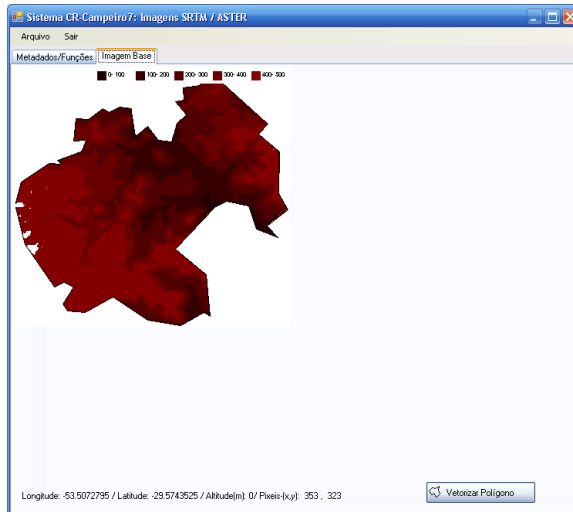 Sistema CR-Campeiro7: Imagens SRTM / ASTER
Arquivo Sair
Metadados/Funções Imagem Base
0- 100 100- 200 200- 300 300- 400 400- 500
Longitude: -53.5072795 / Latitude: -29.5743525 / Altitude(m): 0/ Pixeis-(x,y): 353 , 323
Vetorizar Polígono